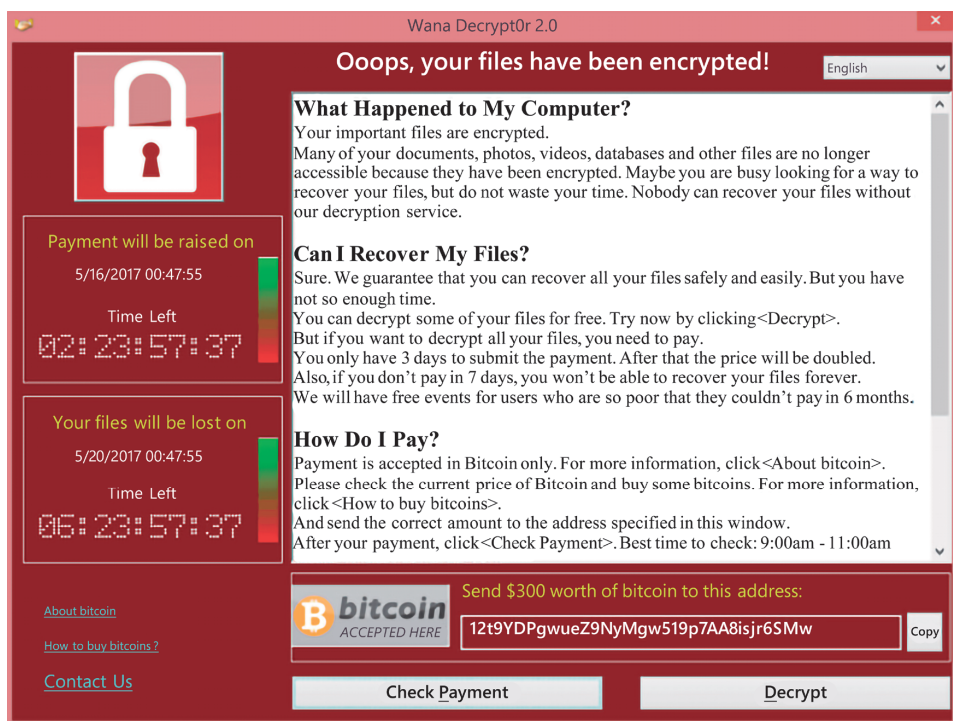 Wana Decrypt0r 2.0
Ooops, your files have been encrypted!
English
What Happened to My Computer?
Your important files are encrypted.
Many of your documents, photos, videos, databases and other files are no longer
accessible because they have been encrypted. Maybe you are busy looking for a way to
recover your files, but do not waste your time. Nobody can recover your files without
our decryption service.
Can I Recover My Files?
Sure. We guarantee that you can recover all your files safely and easily. But you have
not so enough time.
You can decrypt some of your files for free. Try now by clicking<Decrypt>.
But if you want to decrypt all your files, you need to pay.
You only have 3 days to submit the payment. After that the price will be doubled.
Also, if you don't pay in 7 days, you won't be able to recover your files forever.
We will have free events for users who are so poor that they couldn't pay in 6 months.
How Do I Pay?
Payment is accepted in Bitcoin only. For more information, click<About bitcoin>.
Please check the current price of Bitcoin and buy some bitcoins. For more information,
click<How to buy bitcoins>.
And send the correct amount to the address specified in this window.
After your payment, click<Check Payment>. Best time to check: 9:00am - 11:00am
Payment will be raised on
5/16/2017 00:47:55
Time Left
02:23:57:37
Your files will be lost on
5/20/2017 00:47:55
Time Left
06:23:57:37
About bitcoin
How to buy bitcoins ?
Contact Us
bitcoin
ACCEPTED HERE
Send $300 worth of bitcoin to this address:
12t9YDPgwueZ9NyMgw519p7AA8isjr6SMw
Copy
Check Payment
Decrypt